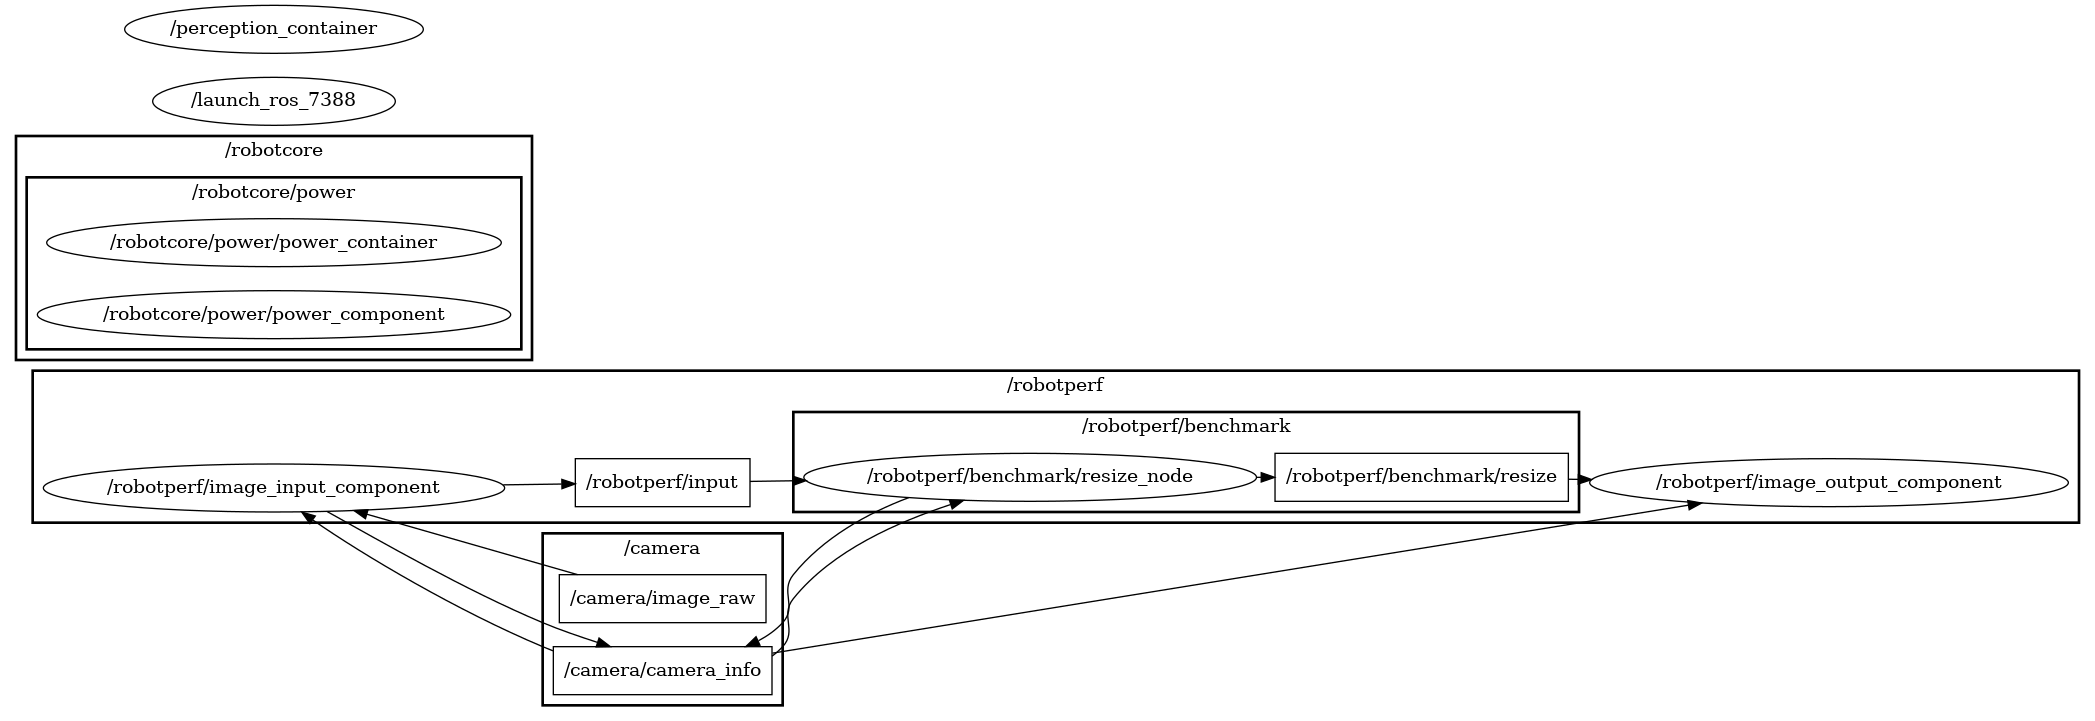 /perception_container
/launch_ros_7388
/robotcore
/robotcore/power
/robotcore/power/power_container
/robotcore/power/power_component
/robotperf
/robotperf/benchmark
/robotperf/image_input_component
/robotperf/input
/robotperf/benchmark/resize_node
/robotperf/benchmark/resize
/robotperf/image_output_component
/camera
/camera/image_raw
/camera/camera_info